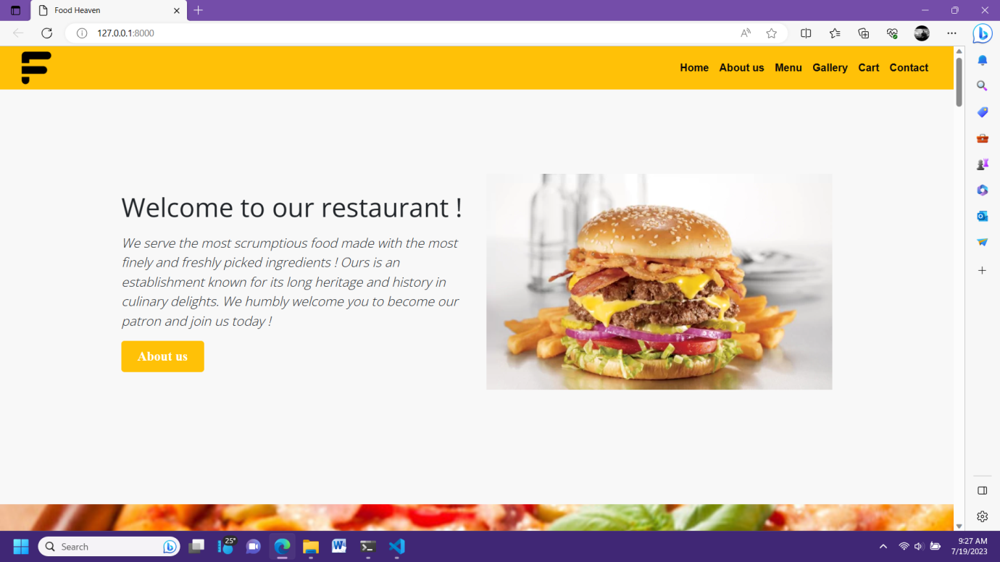 Food Heaven
127.0.0.1:8000
Home About us Menu Gallery Cart Contact
Welcome to our restaurant !
We serve the most scrumptious food made with the most
finely and freshly picked ingredients ! Ours is an
establishment known for its long heritage and history in
culinary delights. We humbly welcome you to become our
patron and join us today !
About us
Search
25°
9:27 AM
7/19/2023